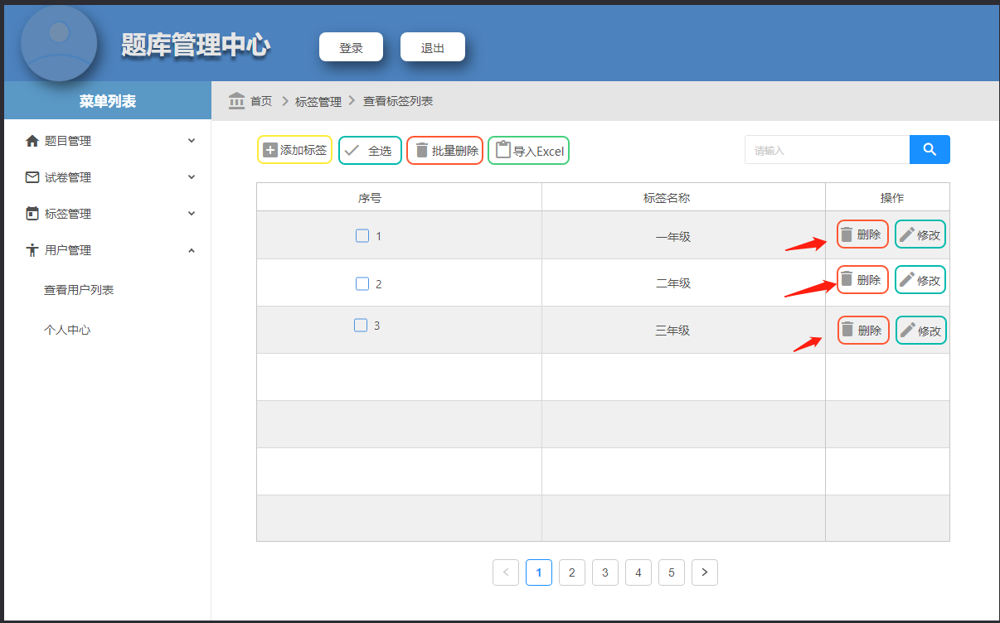 题库管理中心
登录
退出
菜单列表
首页 标签管理 查看标签列表
题目管理
试卷管理
标签管理
用户管理
查看用户列表
个人中心
添加标签 全选 批量删除 导入Excel
请输入
序号 标签名称 操作
1 一年级 删除 修改
2 二年级 删除 修改
3 三年级 删除 修改
< 1 2 3 4 5 >